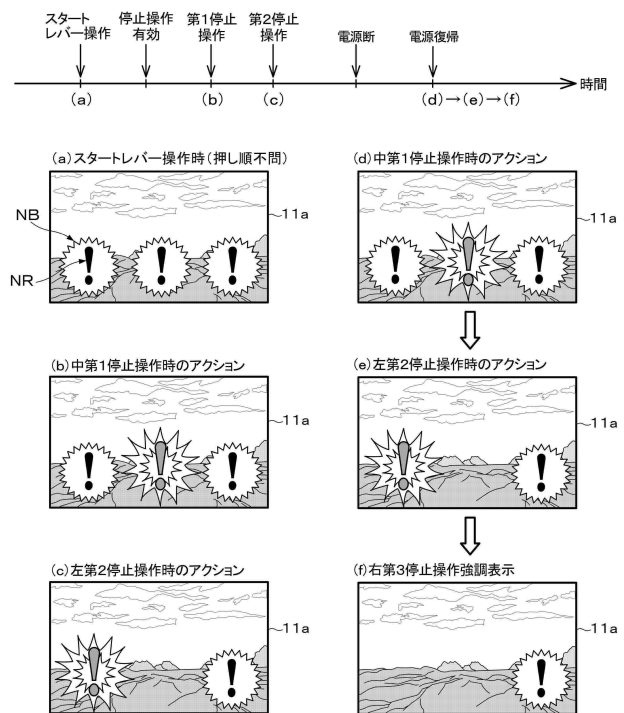 スタート
レバー操作
停止操作
有効
第1停止
操作
第2停止
操作
電源断
電源復帰
時間
(a)
(b)
(c)
(d)→(e)→(f)
(a)スタートレバー操作時(押し順不問)
NB
NR
! ! !
11a
(b)中第1停止操作時のアクション
! ! !
11a
(c)左第2停止操作時のアクション
! !
11a
(d)中第1停止操作時のアクション
! ! !
11a
(e)左第2停止操作時のアクション
! !
11a
(f)右第3停止操作強調表示
!
11a